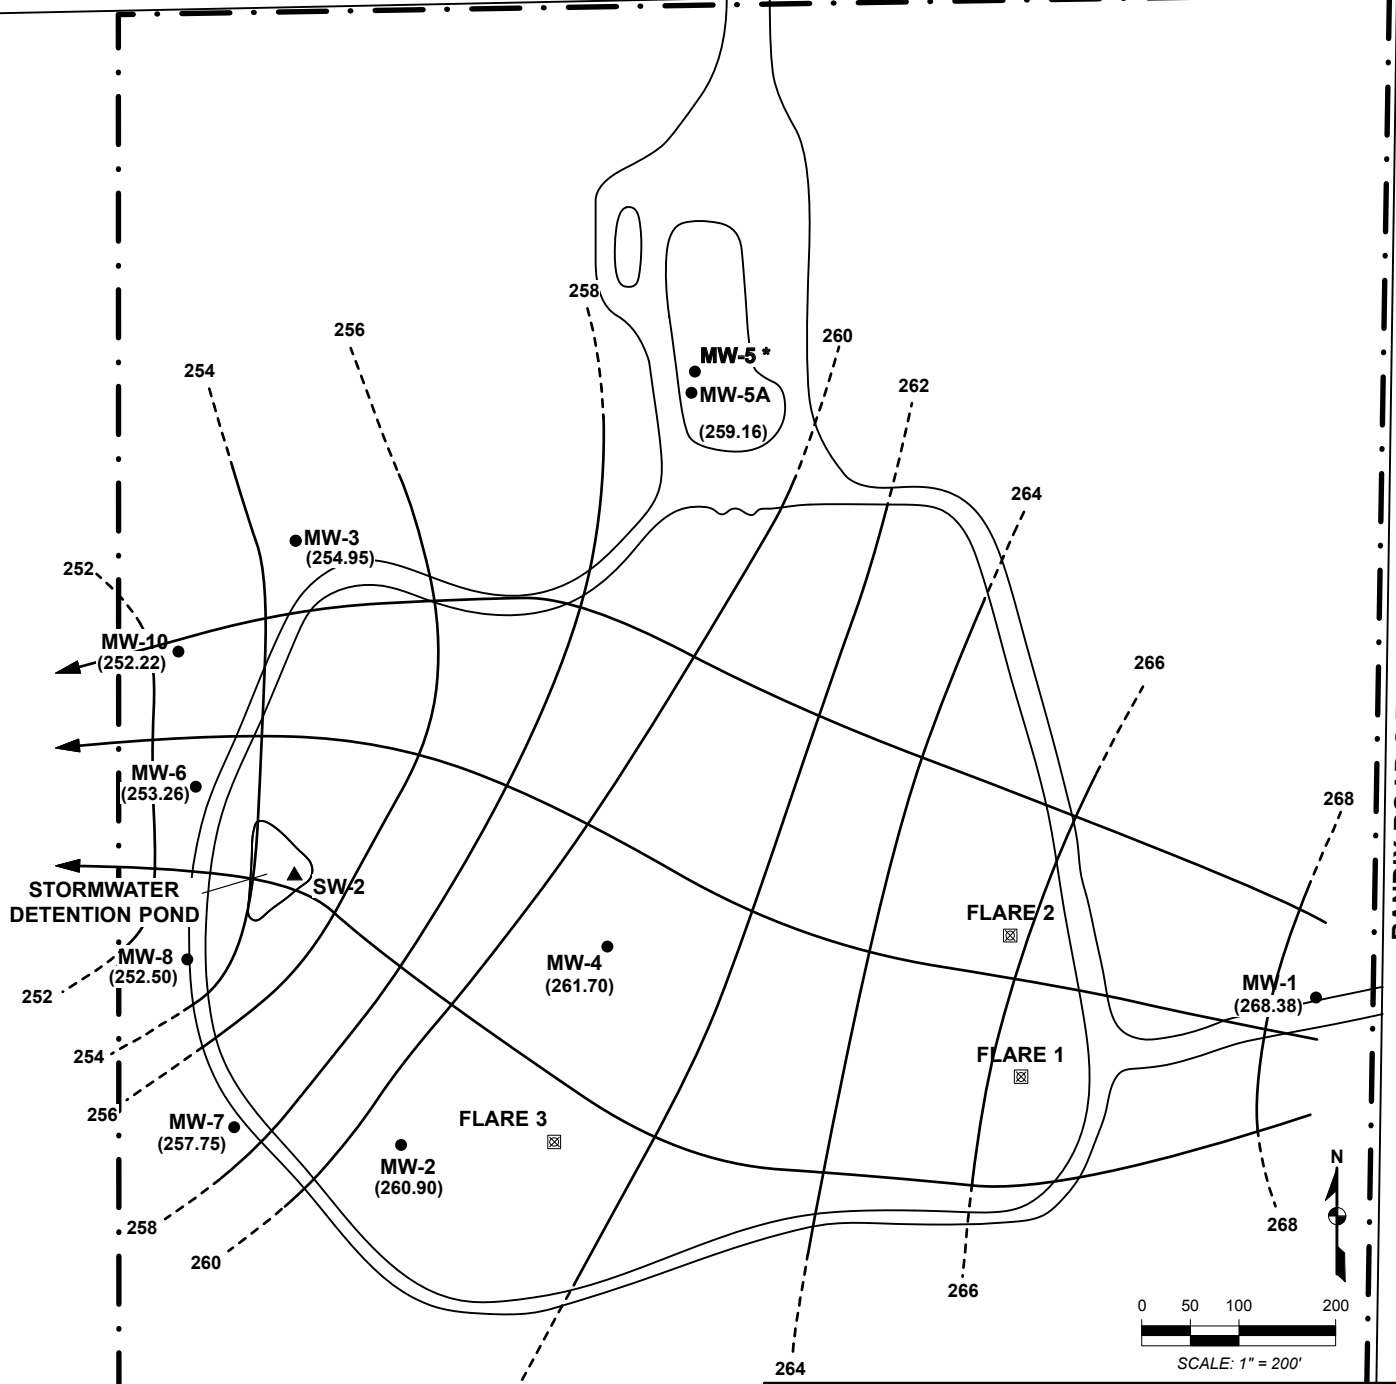 258
256
260
MW-5 *
254
262
MW-5A
(259.16)
264
MW-3
(254.95)
252
MW-10
(252.22)
266
MW-6
(253.26)
268
STORMWATER
DETENTION POND
SW-2
FLARE 2
MW-4
(261.70)
MW-8
(252.50)
252
MW-1
(268.38)
254
FLARE 1
256
MW-7
(257.75)
FLARE 3
MW-2
(260.90)
N
258
260
268
266
0 50 100 200
SCALE: 1" = 200'
264